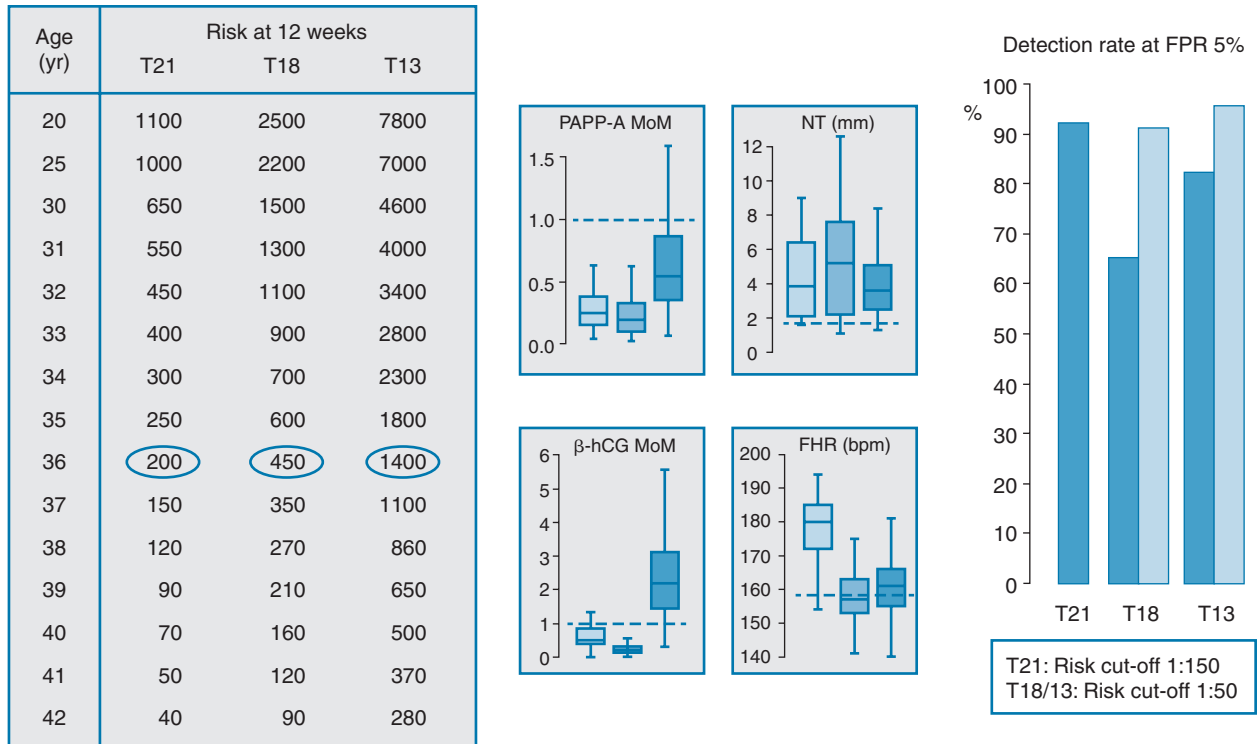 Age Risk at 12 weeks
(yr) T21 T18 T13
20 1100 2500 7800
25 1000 2200 7000
30 650 1500 4600
31 550 1300 4000
32 450 1100 3400
33 400 900 2800
34 300 700 2300
35 250 600 1800
36 200 450 1400
37 150 350 1100
38 120 270 860
39 90 210 650
40 70 160 500
41 50 120 370
42 40 90 280
PAPP-A MoM
1.5
1.0
0.5
0.0
NT (mm)
12
10
8
6
4
2
0
β-hCG MoM
6
5
4
3
2
1
0
FHR (bpm)
200
190
180
170
160
150
140
Detection rate at FPR 5%
100
%
90
80
70
60
50
40
30
20
10
0
T21 T18 T13
T21: Risk cut-off 1:150
T18/13: Risk cut-off 1:50